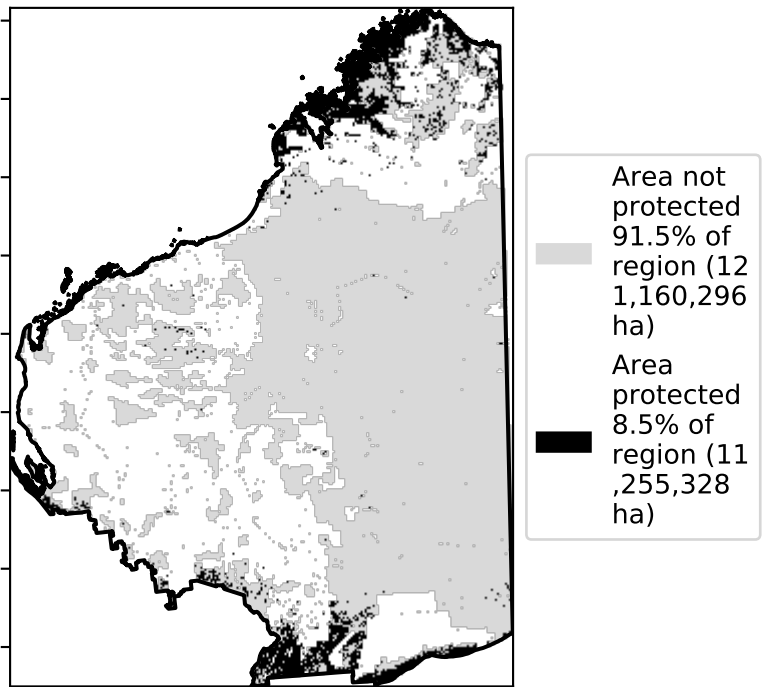 Area not
protected
91.5% of
region (12
1,160,296
ha)
Area
protected
8.5% of
region (11
,255,328
ha)